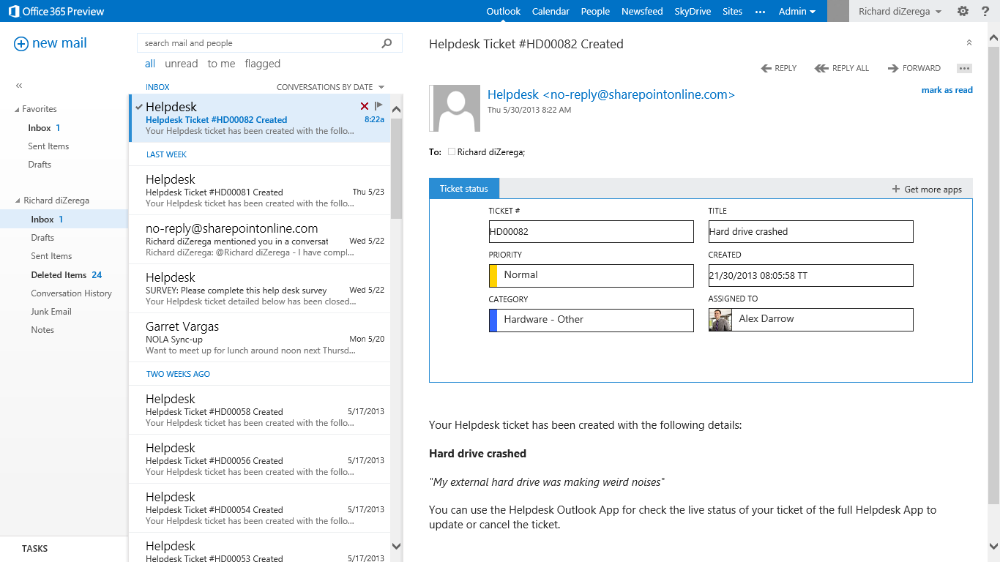 Office 365 Preview
Outlook Calendar People Newsfeed SkyDrive Sites ••• Admin Richard diZerega ?
new mail
«
Favorites
Inbox 1
Sent Items
Drafts
Richard diZerega
Inbox 1
Drafts
Sent Items
Deleted Items 24
Conversation History
Junk Email
Notes
TASKS
search mail and people
all unread to me flagged
INBOX CONVERSATIONS BY DATE
Helpdesk
Helpdesk Ticket #HD00082 Created 8:22a
Your Helpdesk ticket has been created with the follo...
LAST WEEK
Helpdesk
Helpdesk Ticket #HD00081 Created Thu 5/23
Your Helpdesk ticket has been created with the follo...
no-reply@sharepointonline.com
Richard diZerega mentioned you in a conversat Wed 5/22
Richard diZerega: @Richard diZerega - I have compl...
Helpdesk
SURVEY: Please complete this help desk survey Wed 5/22
Your Helpdesk ticket detailed below has been closed...
Garret Vargas
NOLA Sync-up Mon 5/20
Want to meet up for lunch around noon next Thursd...
TWO WEEKS AGO
Helpdesk
Helpdesk Ticket #HD00058 Created 5/17/2013
Your Helpdesk ticket has been created with the follo...
Helpdesk
Helpdesk Ticket #HD00056 Created 5/17/2013
Your Helpdesk ticket has been created with the follo...
Helpdesk
Helpdesk Ticket #HD00054 Created 5/17/2013
Your Helpdesk ticket has been created with the follo...
Helpdesk
Helpdesk Ticket #HD00053 Created 5/17/2013
Helpdesk Ticket #HD00082 Created
REPLY REPLY ALL FORWARD •••
mark as read
Helpdesk <no-reply@sharepointonline.com>
Thu 5/30/2013 8:22 AM
To: Richard diZerega;
Ticket status + Get more apps
TICKET # TITLE
HD00082 Hard drive crashed
PRIORITY CREATED
Normal 21/30/2013 08:05:58 TT
CATEGORY ASSIGNED TO
Hardware - Other Alex Darrow
Your Helpdesk ticket has been created with the following details:
Hard drive crashed
"My external hard drive was making weird noises"
You can use the Helpdesk Outlook App for check the live status of your ticket of the full Helpdesk App to
update or cancel the ticket.